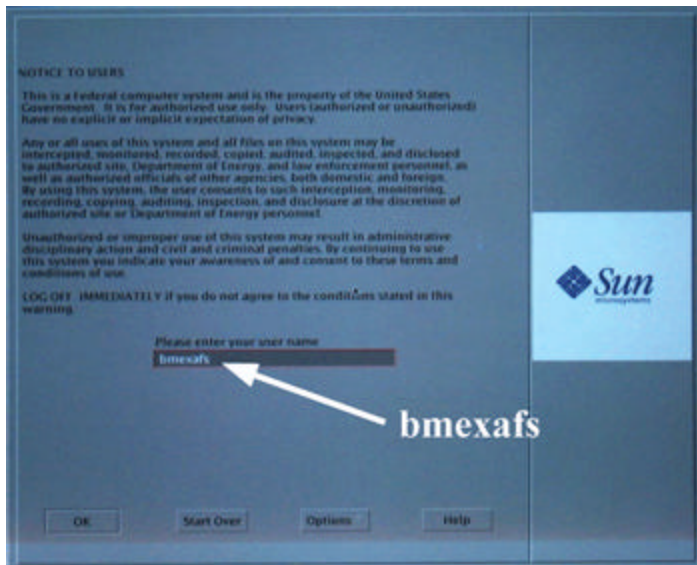 NOTICE TO USERS
This is a Federal computer system and is the property of the United States
Government. It is for authorized use only. Users (authorized or unauthorized)
have no explicit or implicit expectation of privacy.
Any or all uses of this system and all files on this system may be
intercepted, monitored, recorded, copied, audited, inspected, and disclosed
to authorized site, Department of Energy, and law enforcement personnel, as
well as authorized officials of other agencies, both domestic and foreign.
By using this system, the user consents to such interception, monitoring,
recording, copying, auditing, inspection, and disclosure at the discretion of
authorized site or Department of Energy personnel.
Unauthorized or improper use of this system may result in administrative
disciplinary action and civil and criminal penalties. By continuing to use
this system you indicate your awareness of and consent to these terms and
conditions of use.
LOG OFF IMMEDIATELY if you do not agree to the conditions stated in this
warning.
Sun
microsystems
Please enter your user name
bmexafs
bmexafs
OK
Start Over
Options
Help